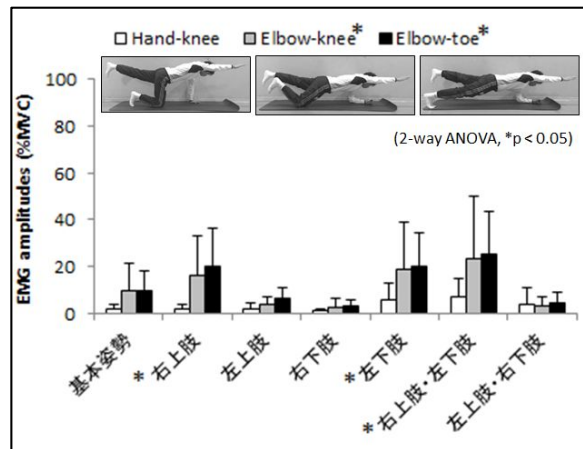 Hand-knee Elbow-knee* Elbow-toe*
(2-way ANOVA, *p < 0.05)
EMG amplitudes (%MVC)
100
80
60
40
20
0
基本姿勢
* 右上肢
左上肢
右下肢
* 左下肢
* 右上肢・左下肢
左上肢・右下肢